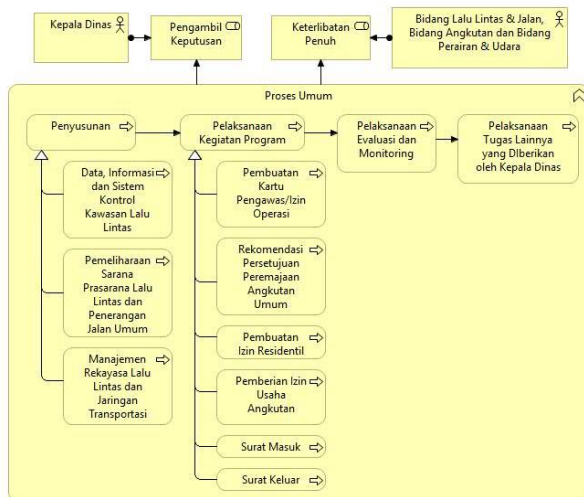 Kepala Dinas
Pengambil
Keputusan
Keterlibatan
Penuh
Bidang Lalu Lintas & Jalan,
Bidang Angkutan dan Bidang
Perairan & Udara
Proses Umum
Penyusunan
Pelaksanaan
Kegiatan Program
Pelaksanaan
Evaluasi dan
Monitoring
Pelaksanaan
Tugas Lainnya
yang DIberikan
oleh Kepala Dinas
Data, Informasi
dan Sistem
Kontrol
Kawasan Lalu
Lintas
Pemeliharaan
Sarana
Prasarana Lalu
Lintas dan
Penerangan
Jalan Umum
Manajemen
Rekayasa Lalu
Lintas dan
Jaringan
Transportasi
Pembuatan
Kartu
Pengawas/Izin
Operasi
Rekomendasi
Persetujuan
Peremajaan
Angkutan
Umum
Pembuatan
Izin Residentil
Pemberian Izin
Usaha
Angkutan
Surat Masuk
Surat Keluar